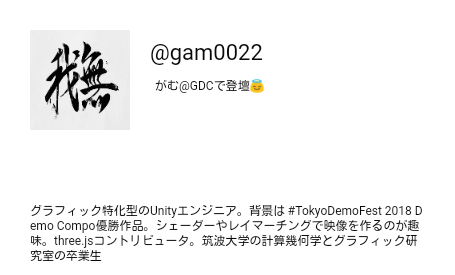 我無
@gam0022
がむ@GDCで登壇😇
グラフィック特化型のUnityエンジニア。背景は #TokyoDemoFest 2018 D
emo Compo優勝作品。シェーダーやレイマーチングで映像を作るのが趣
味。three.jsコントリビュータ。筑波大学の計算幾何学とグラフィック研
究室の卒業生